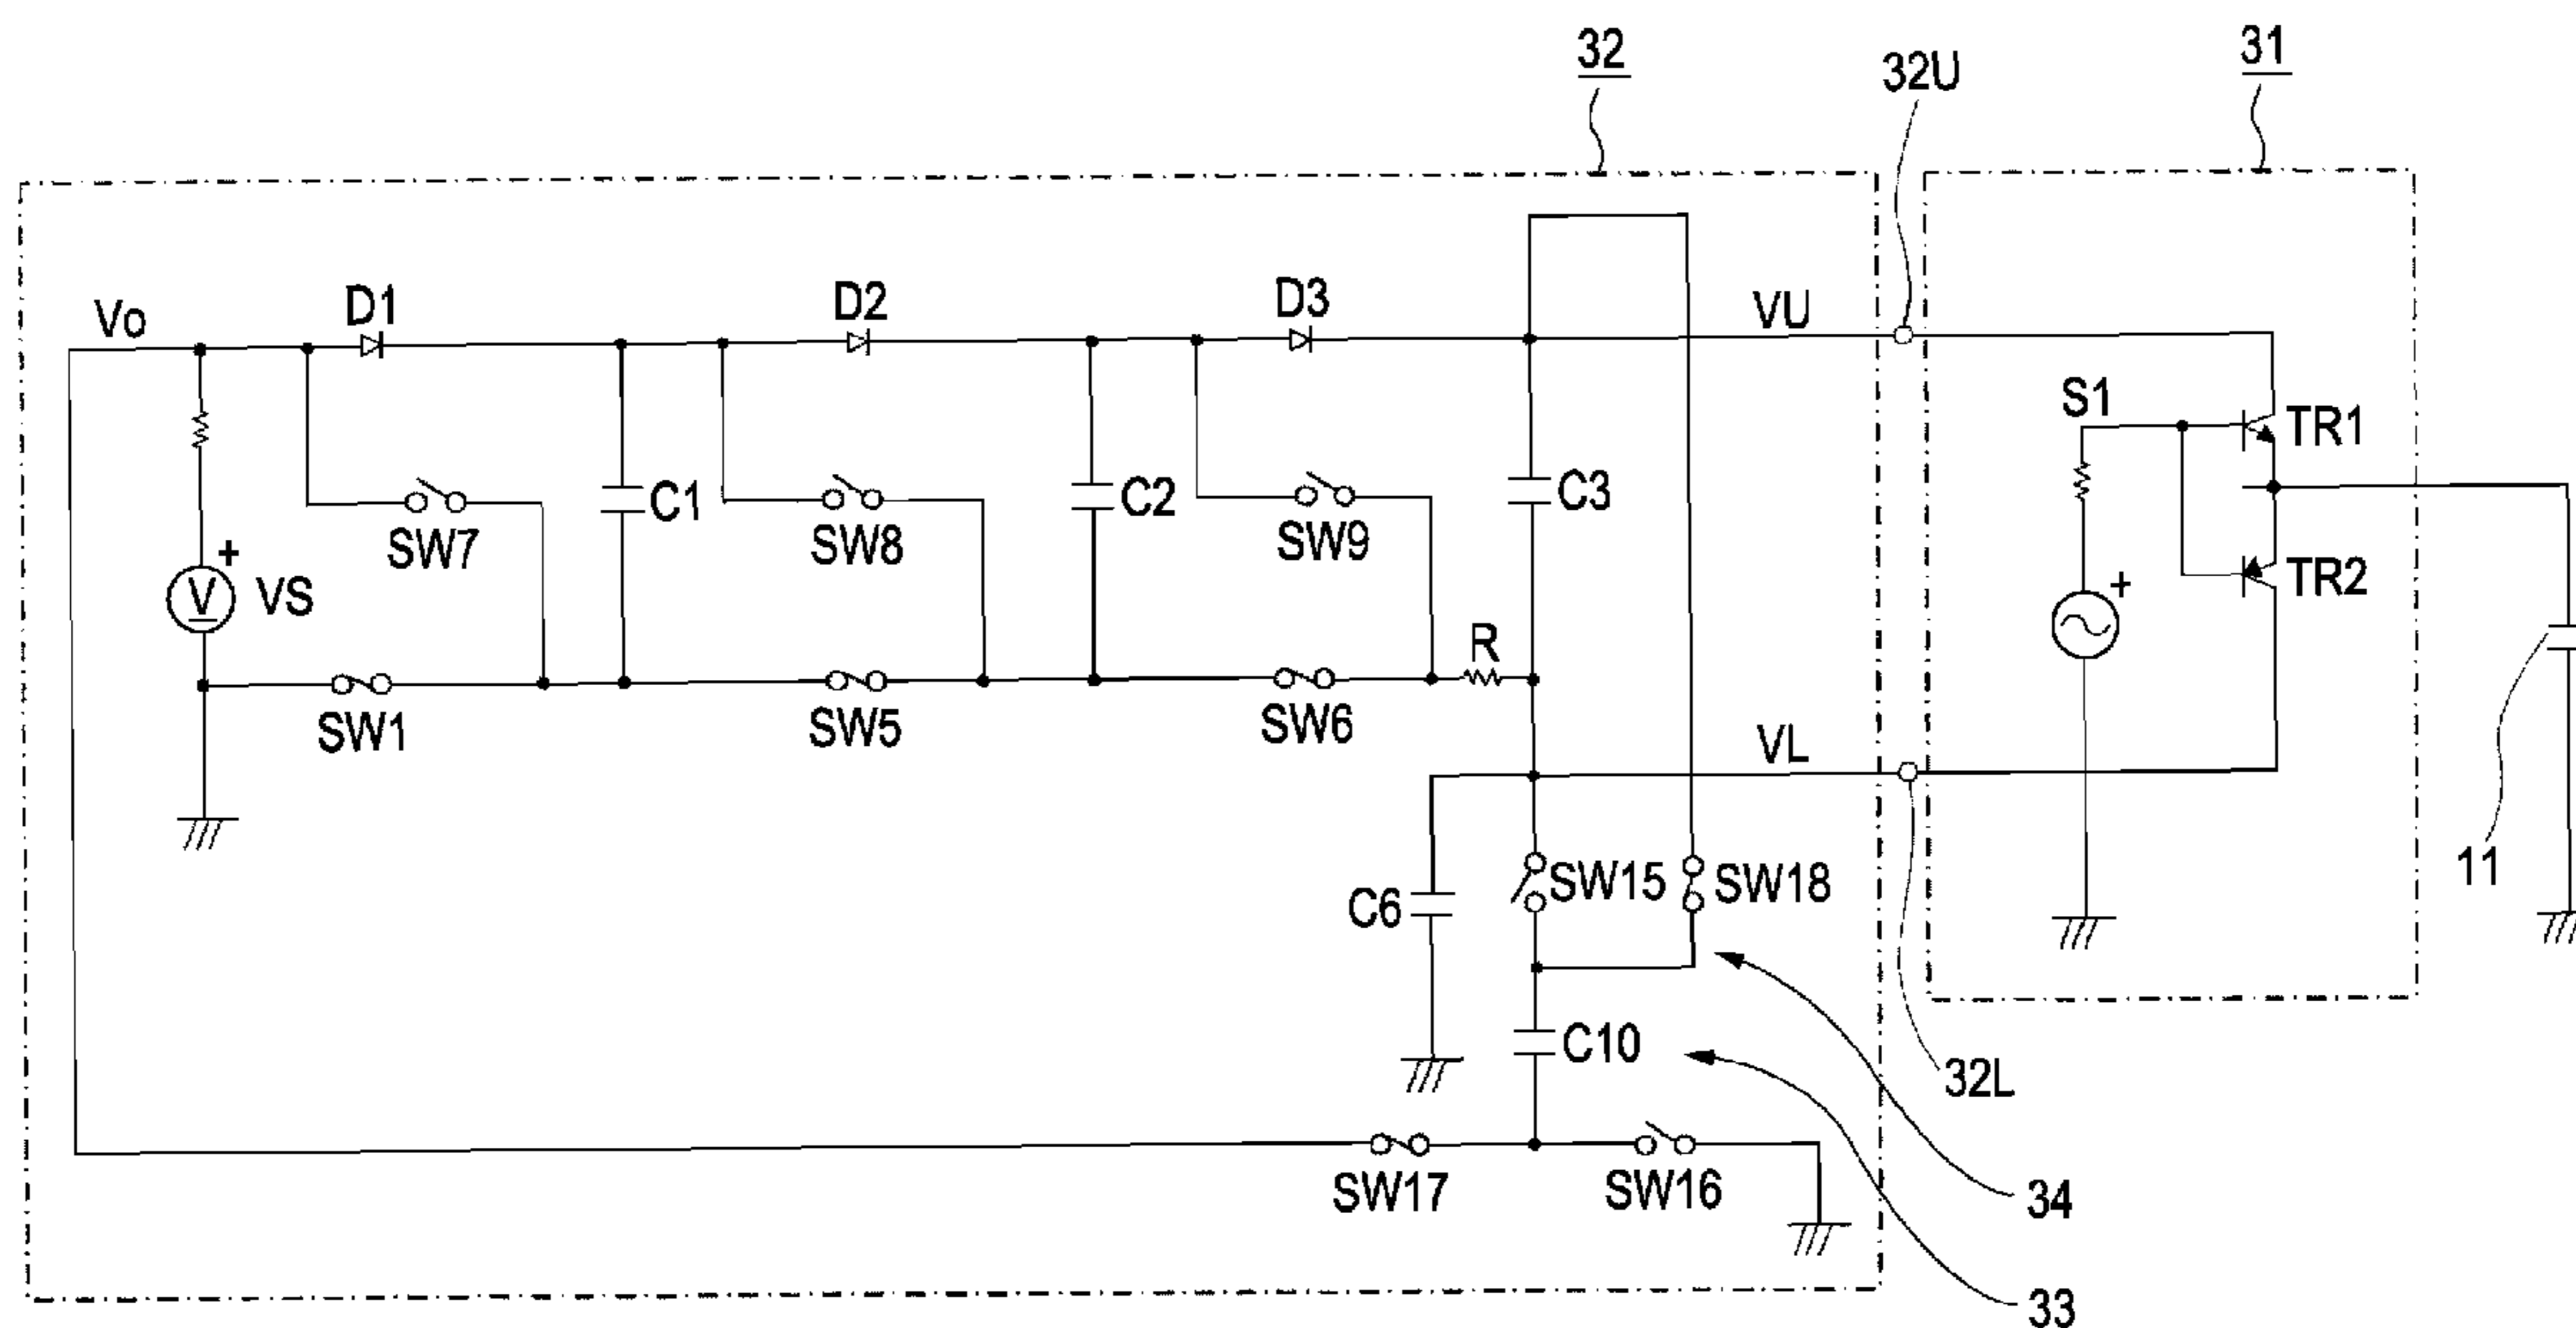 32
32U
31
Vo
D1
D2
D3
VU
S1
TR1
C1
C2
C3
SW7
SW8
SW9
+
V
VS
+
TR2
R
SW1
SW5
SW6
VL
C6
SW15
SW18
11
C10
32L
SW17
SW16
34
33